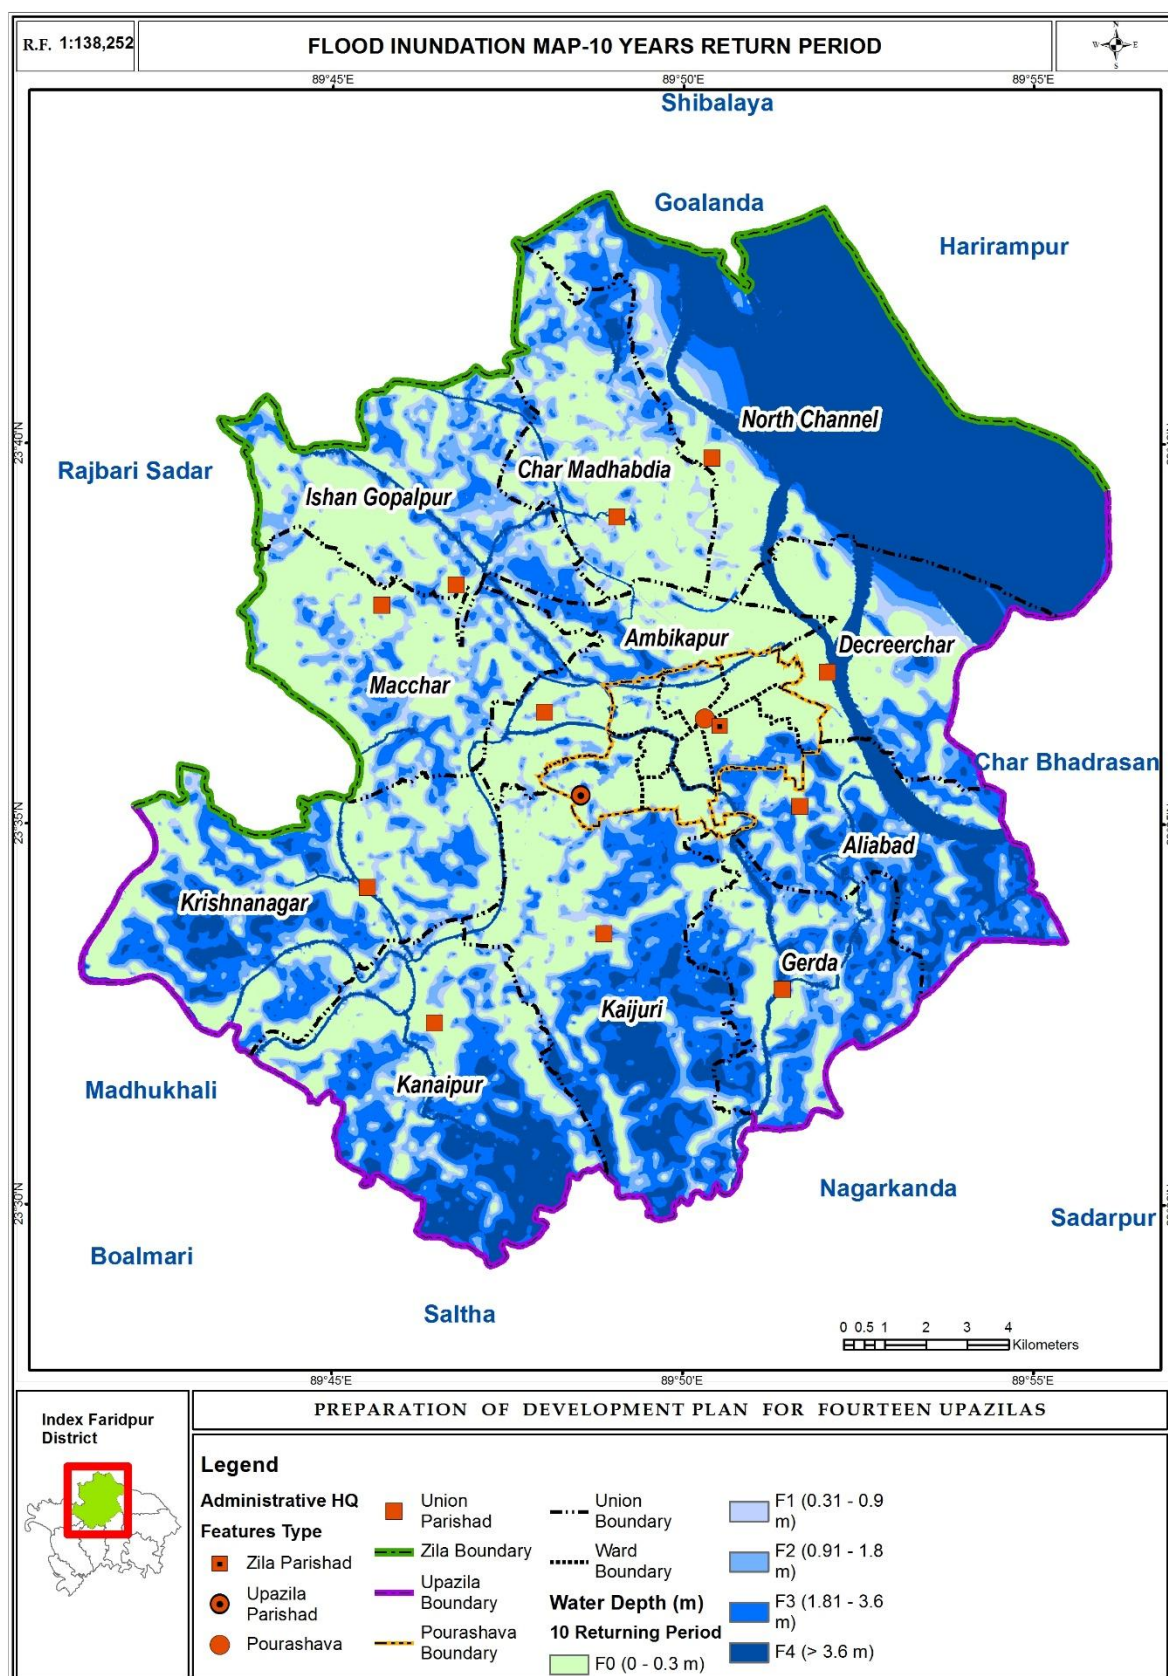 R.F. 1:138,252
FLOOD INUNDATION MAP-10 YEARS RETURN PERIOD
N
W E
S
89°45'E 89°50'E 89°55'E
Shibalaya
Goalanda
Harirampur
North Channel
23°40'N
Rajbari Sadar
Char Madhabdia
Ishan Gopalpur
Ambikapur
Decreerchar
Macchar
Char Bhadrasan
23°35'N
Aliabad
Krishnanagar
Gerda
Kaijuri
Kanaipur
Madhukhali
Nagarkanda
23°30'N
Sadarpur
Boalmari
Saltha
0 0.5 1 2 3 4
Kilometers
89°45'E 89°50'E 89°55'E
Index Faridpur
District
PREPARATION OF DEVELOPMENT PLAN FOR FOURTEEN UPAZILAS
Legend
Administrative HQ
Features Type
Zila Parishad
Upazila
Parishad
Pourashava
Union
Parishad
Zila Boundary
Upazila
Boundary
Pourashava
Boundary
Union
Boundary
Ward
Boundary
Water Depth (m)
10 Returning Period
F0 (0 - 0.3 m)
F1 (0.31 - 0.9
m)
F2 (0.91 - 1.8
m)
F3 (1.81 - 3.6
m)
F4 (> 3.6 m)